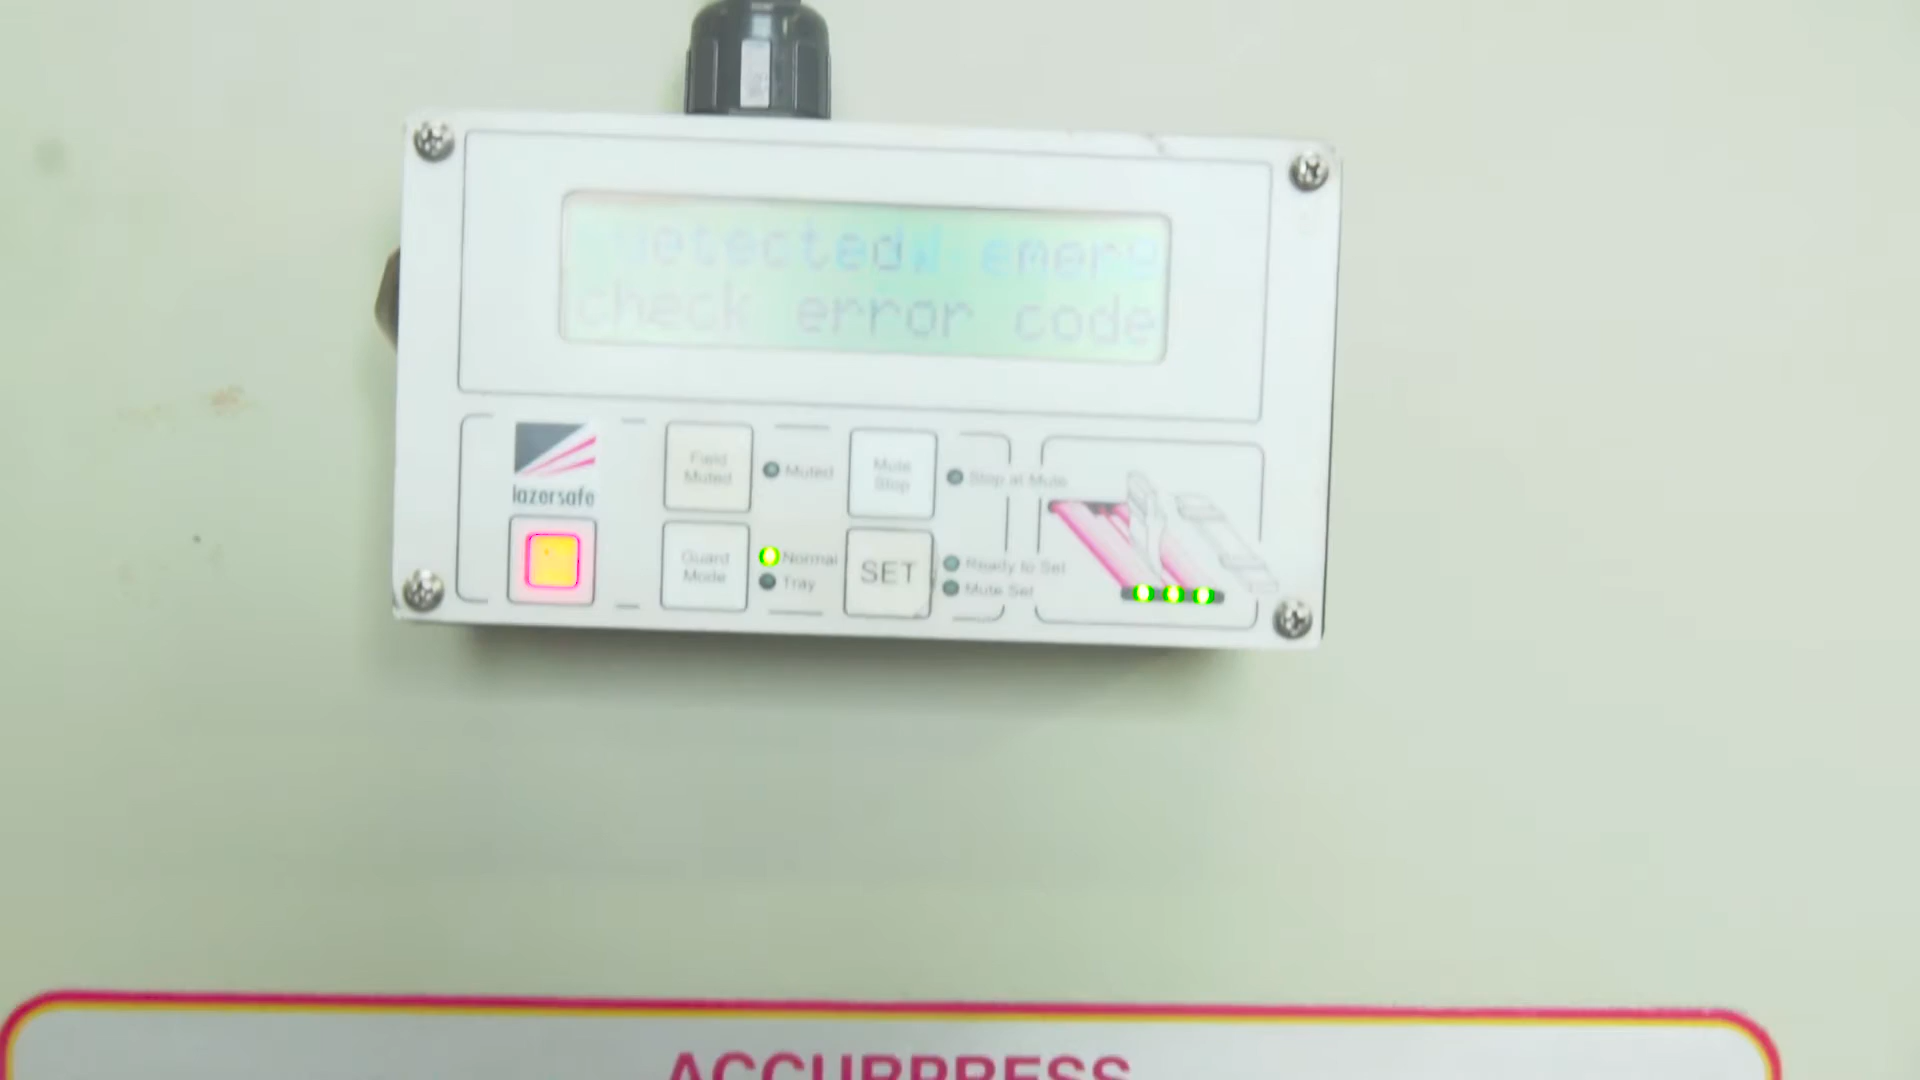 detected emerg
check error code
lazersafe
Field
Muted
Muted
Mute
Stop
Stop at Mute
Guard
Mode
Normal
Tray
SET
Ready to Set
Mute Set
ACCURPRESS